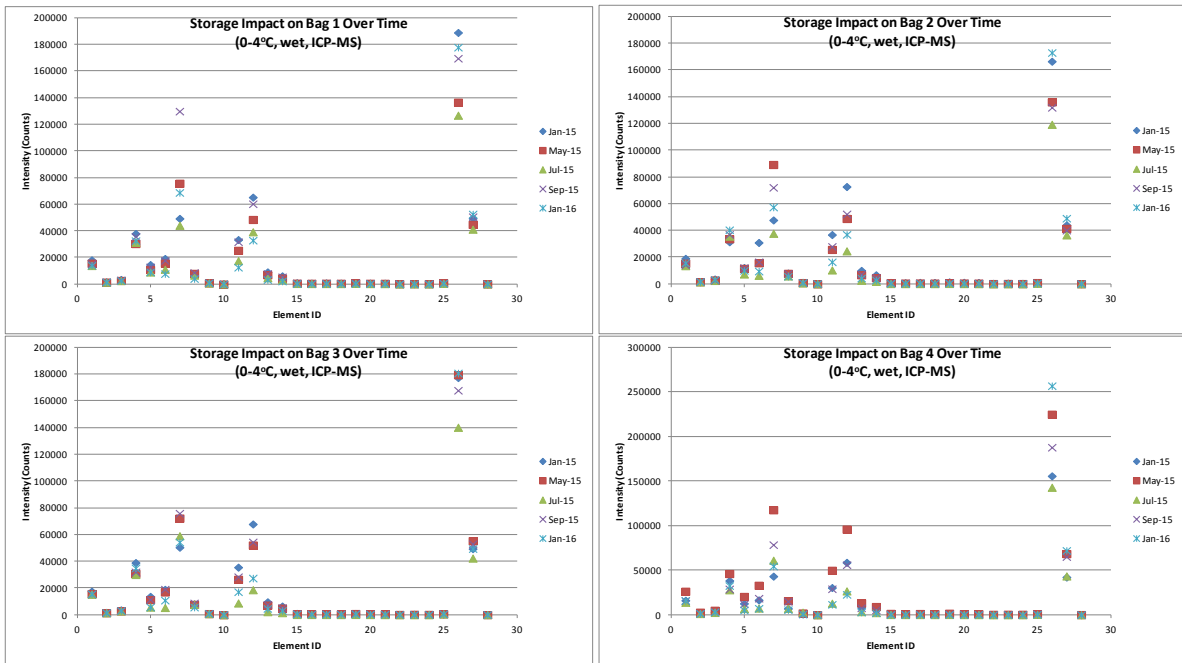 Storage Impact on Bag 1 Over Time
(0-4°C, wet, ICP-MS)
200000
180000
160000
140000
120000
100000
80000
60000
40000
20000
0
Intensity (Counts)
0
5
10
15
20
25
30
Element ID
Jan-15
May-15
Jul-15
Sep-15
Jan-16
Storage Impact on Bag 2 Over Time
(0-4°C, wet, ICP-MS)
200000
180000
160000
140000
120000
100000
80000
60000
40000
20000
0
Intensity (Counts)
0
5
10
15
20
25
30
Element ID
Jan-15
May-15
Jul-15
Sep-15
Jan-16
Storage Impact on Bag 3 Over Time
(0-4°C, wet, ICP-MS)
200000
180000
160000
140000
120000
100000
80000
60000
40000
20000
0
Intensity (Counts)
0
5
10
15
20
25
30
Element ID
Jan-15
May-15
Jul-15
Sep-15
Jan-16
Storage Impact on Bag 4 Over Time
(0-4°C, wet, ICP-MS)
300000
250000
200000
150000
100000
50000
0
Intensity (Counts)
0
5
10
15
20
25
30
Element ID
Jan-15
May-15
Jul-15
Sep-15
Jan-16